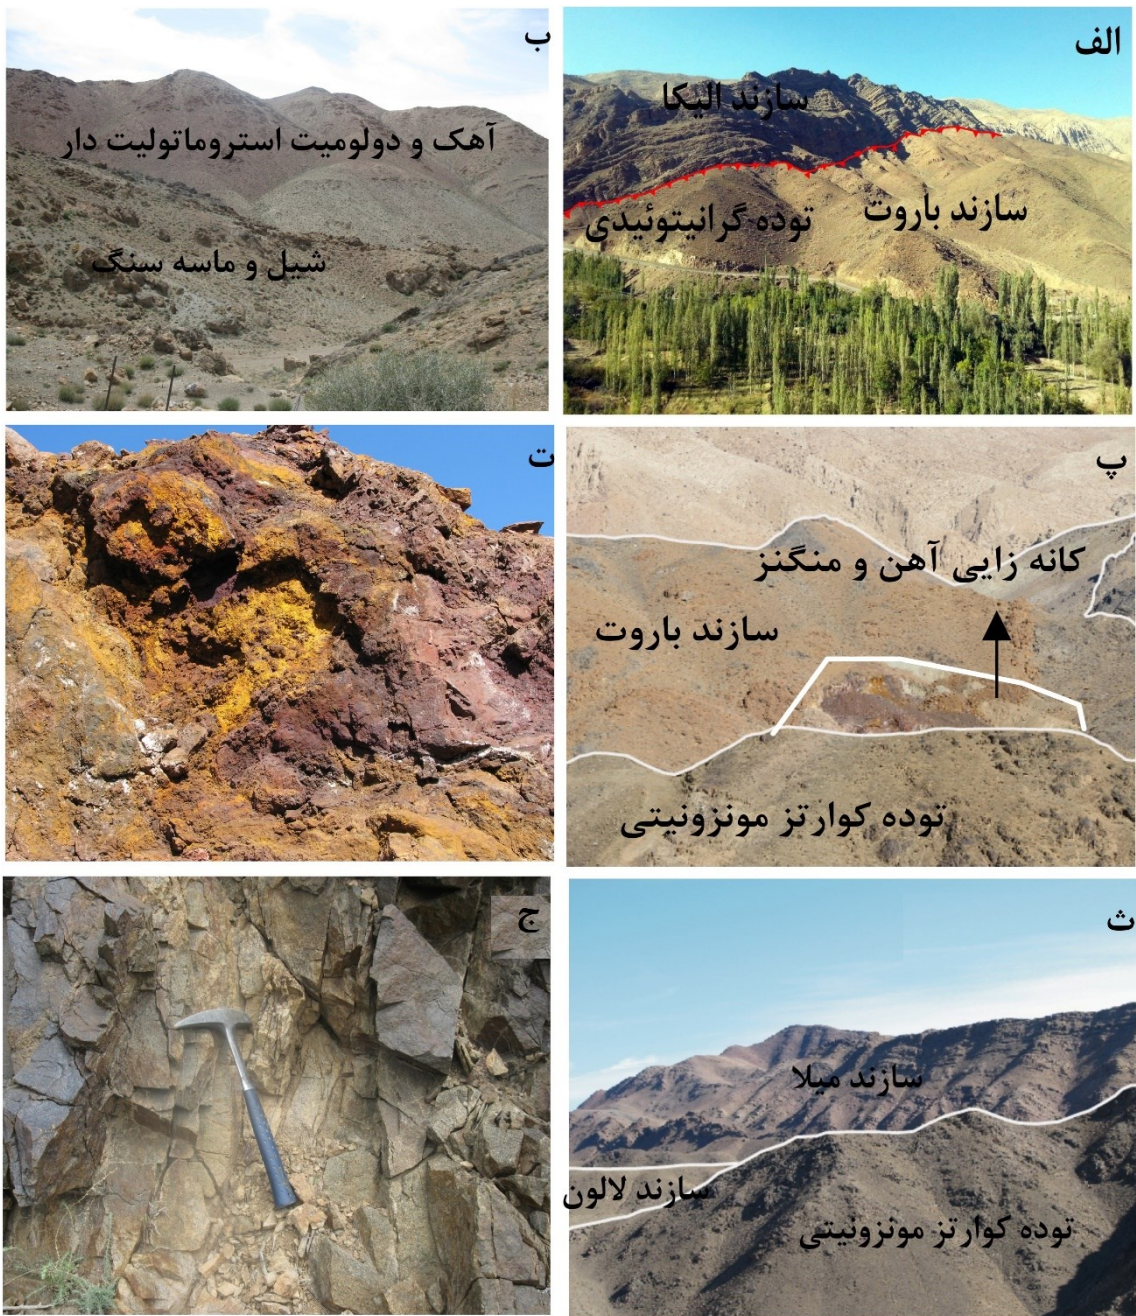 الف
سازند الیکا
سازند باروت
توده گرانیتوئیدی
ب
آهک و دولومیت استروماتولیت دار
شیل و ماسه سنگ
پ
کانه زایی آهن و منگنز
سازند باروت
توده کوارتز مونزونیتی
ت
ث
سازند میلا
سازند لالون
توده کوارتز مونزونیتی
ج